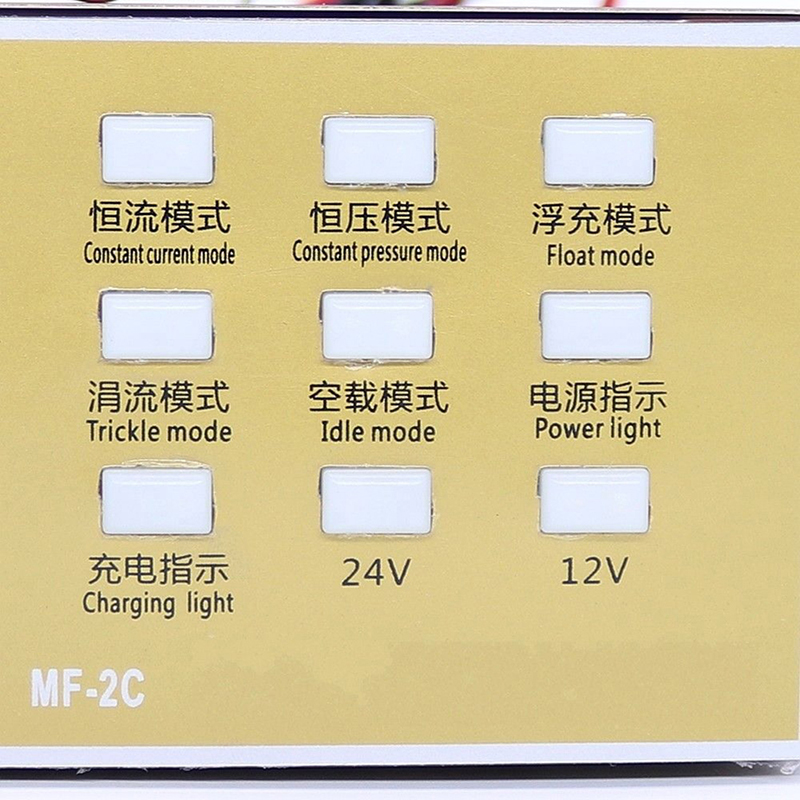 恒流模式 恒压模式 浮充模式
Constant current mode Constant pressure mode Float mode
涓流模式 空载模式 电源指示
Trickle mode Idle mode Power light
充电指示 24V 12V
Charging light
MF-2C